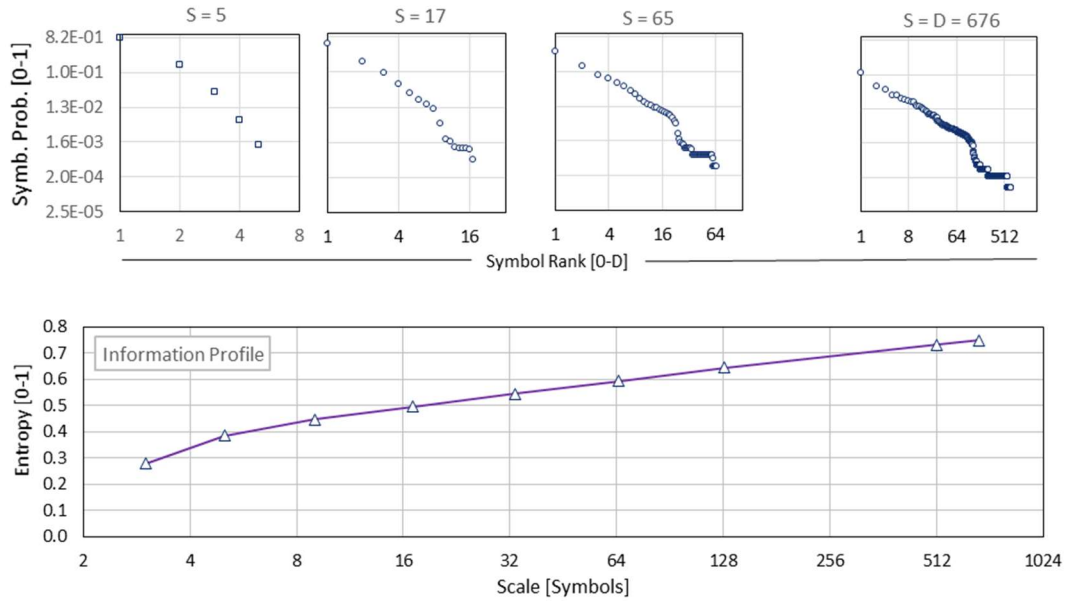 S = 5
S = 17
S = 65
S = D = 676
Symb. Prob. [0-1]
8.2E-01
1.0E-01
1.3E-02
1.6E-03
2.0E-04
2.5E-05
1 2 4 8
1 4 16
1 4 16 64
1 8 64 512
Symbol Rank [0-D]
Information Profile
Entropy [0-1]
0.8
0.7
0.6
0.5
0.4
0.3
0.2
0.1
0.0
2 4 8 16 32 64 128 256 512 1024
Scale [Symbols]